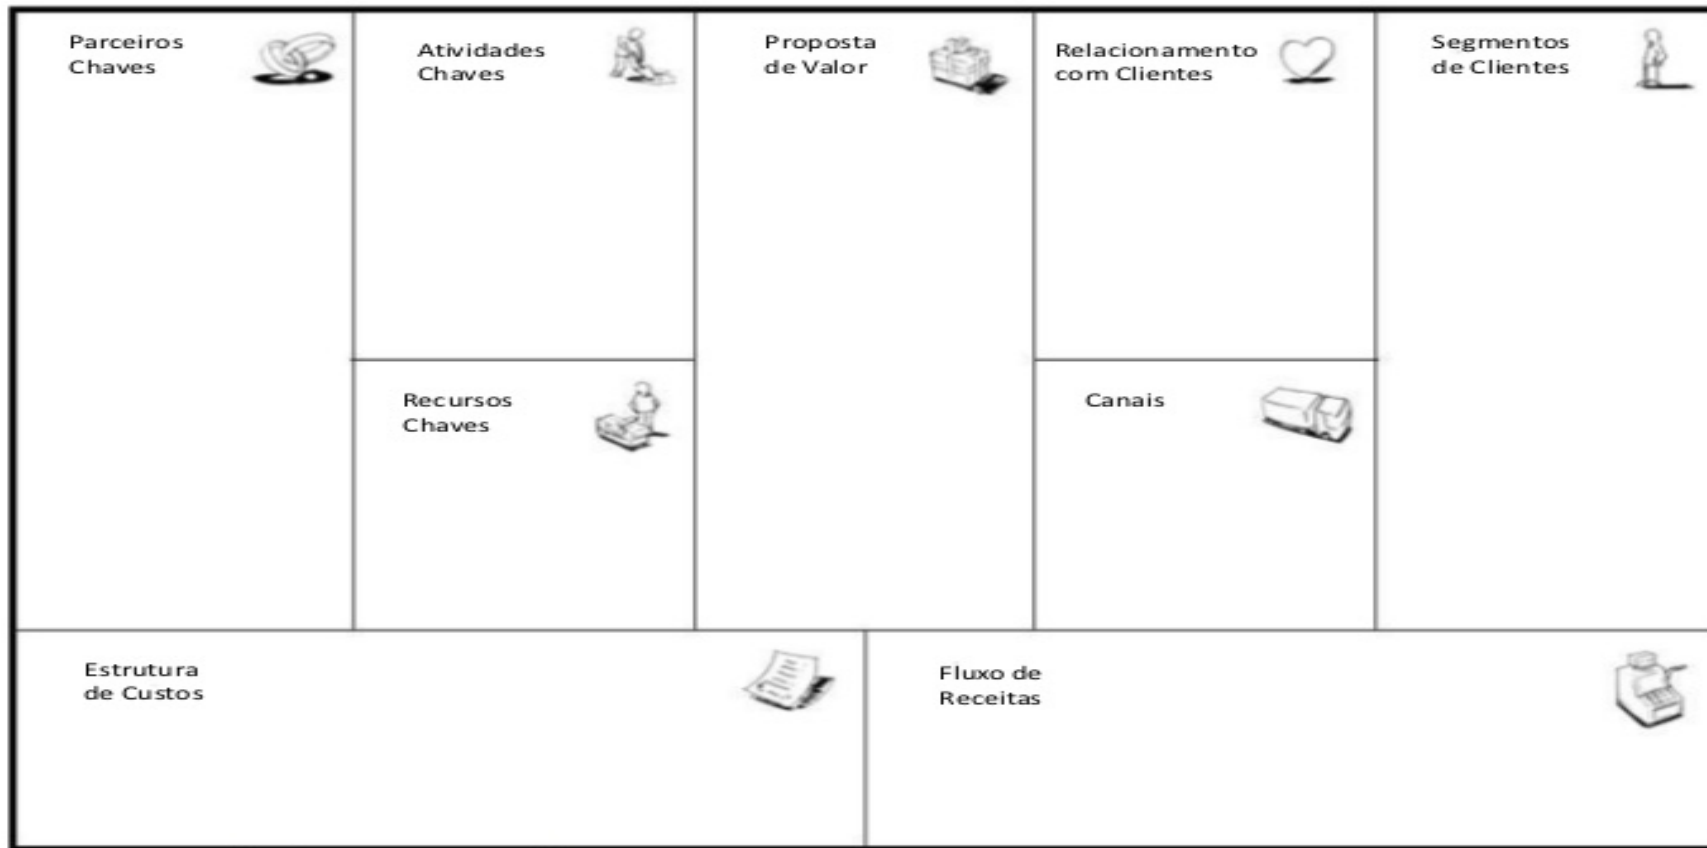 Parceiros
Chaves
Atividades
Chaves
Proposta
de Valor
Relacionamento
com Clientes
Segmentos
de Clientes
Recursos
Chaves
Canais
Estrutura
de Custos
Fluxo de
Receitas